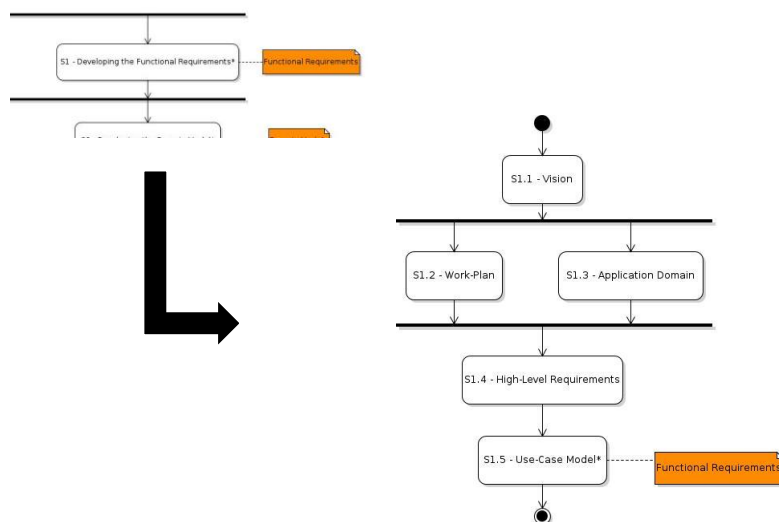 S1 - Developing the Functional Requirements*
Functional Requirements
S1.1 - Vision
S1.2 - Work-Plan
S1.3 - Application Domain
S1.4 - High-Level Requirements
S1.5 - Use-Case Model*
Functional Requirements